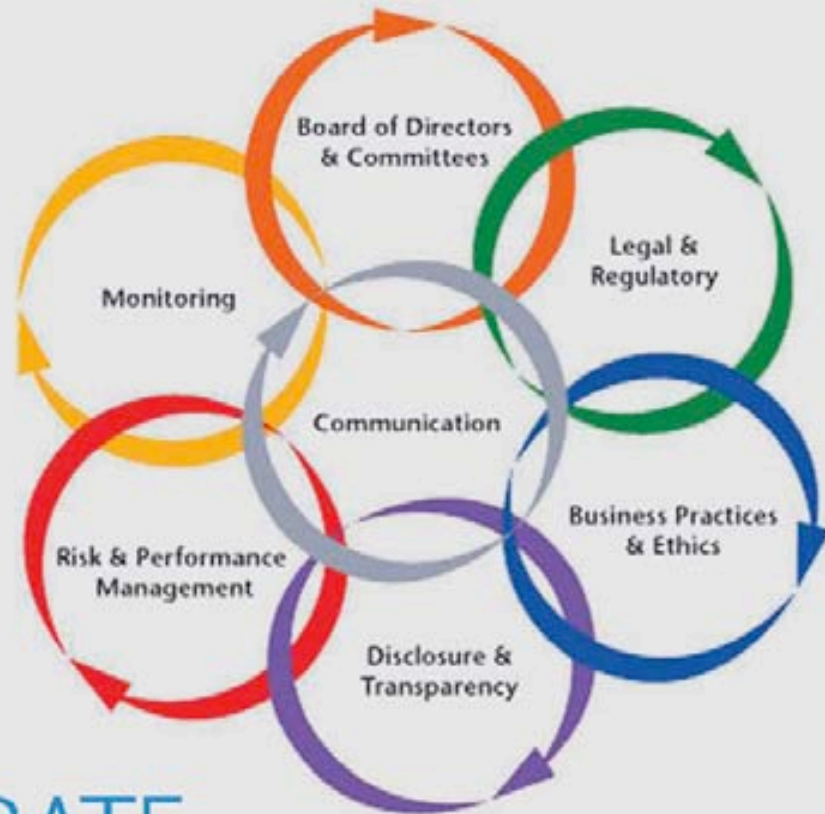 Board of Directors
& Committees
Legal &
Regulatory
Monitoring
Communication
Business Practices
& Ethics
Risk & Performance
Management
Disclosure &
Transparency